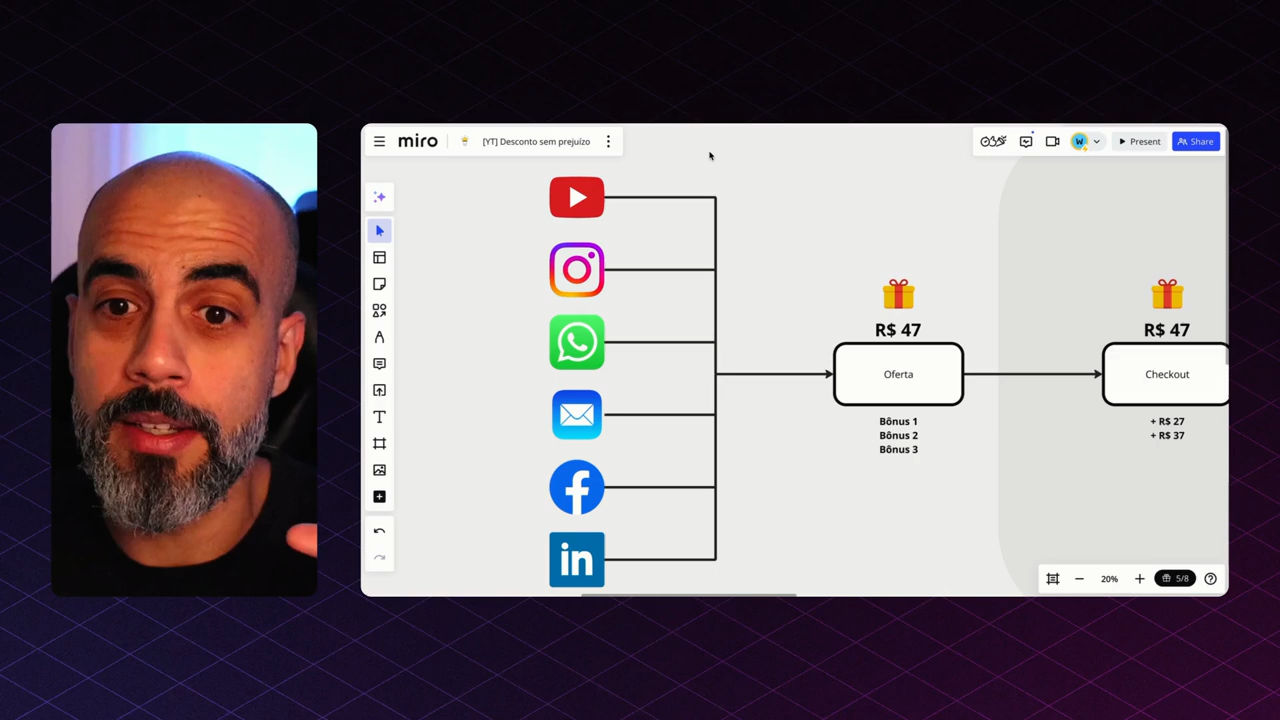 miro
[YT] Desconto sem prejuízo
W
Present
Share
R$ 47
Oferta
Bônus 1
Bônus 2
Bônus 3
R$ 47
Checkout
+ R$ 27
+ R$ 37
in
20%
5/8